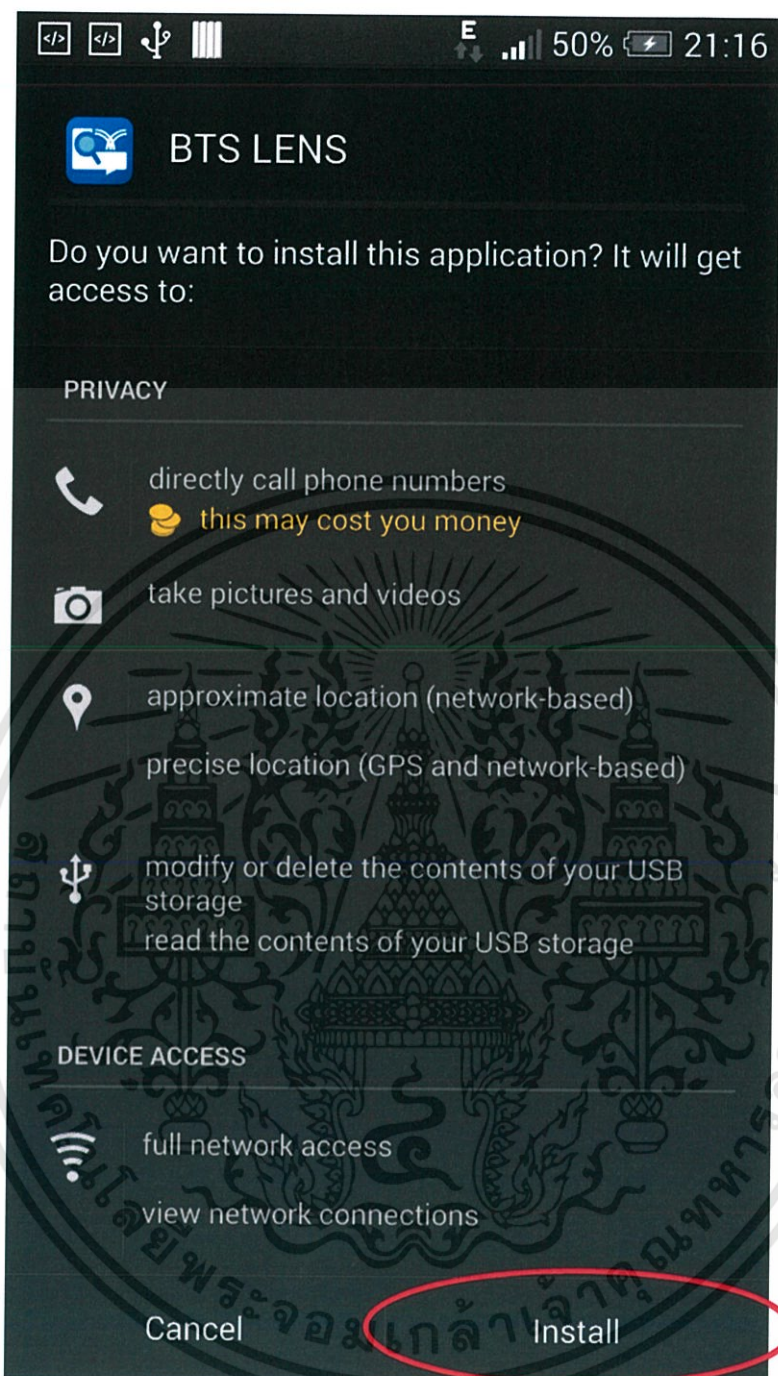 E 50% 21:16
BTS LENS
Do you want to install this application? It will get
access to:
PRIVACY
directly call phone numbers
this may cost you money
take pictures and videos
approximate location (network-based)
precise location (GPS and network-based)
modify or delete the contents of your USB
storage
read the contents of your USB storage
DEVICE ACCESS
full network access
view network connections
Cancel Install